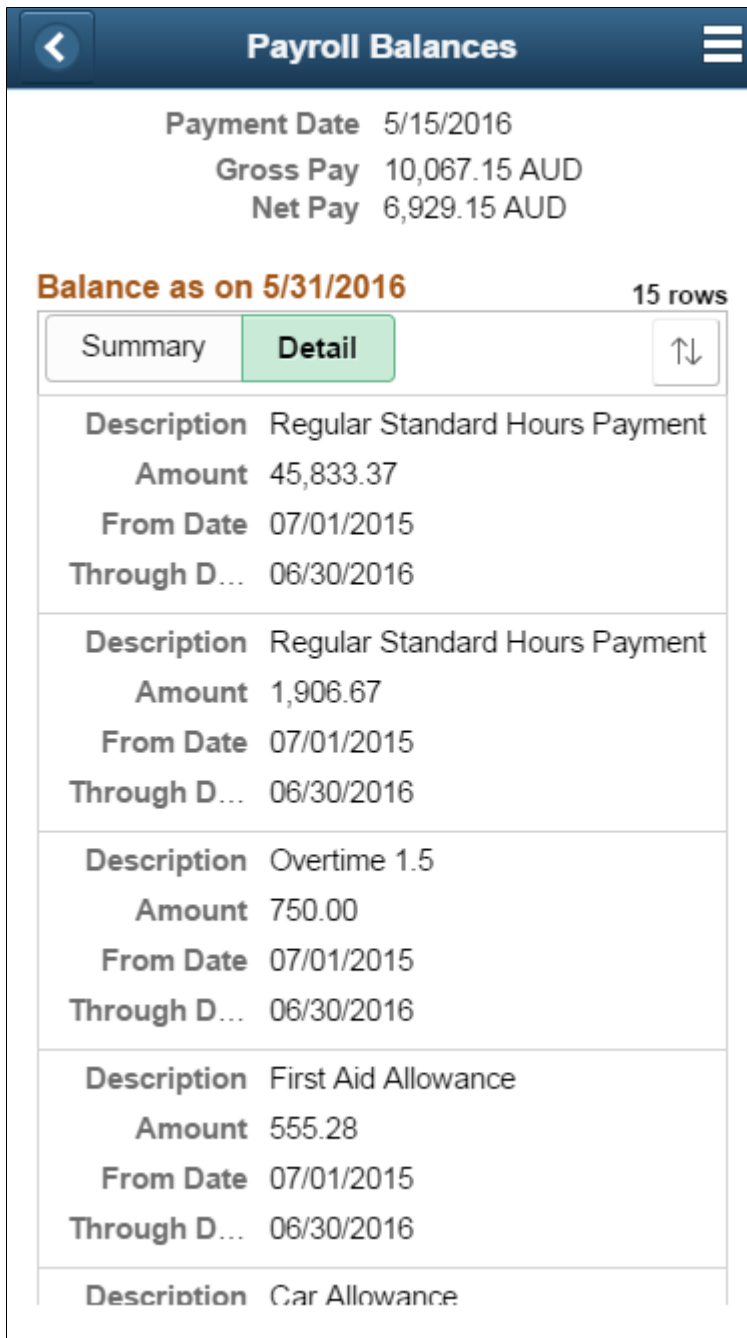 Payroll Balances
Payment Date 5/15/2016
Gross Pay 10,067.15 AUD
Net Pay 6,929.15 AUD
Balance as on 5/31/2016 15 rows
Summary Detail
Description Regular Standard Hours Payment
Amount 45,833.37
From Date 07/01/2015
Through D... 06/30/2016
Description Regular Standard Hours Payment
Amount 1,906.67
From Date 07/01/2015
Through D... 06/30/2016
Description Overtime 1.5
Amount 750.00
From Date 07/01/2015
Through D... 06/30/2016
Description First Aid Allowance
Amount 555.28
From Date 07/01/2015
Through D... 06/30/2016
Description Car Allowance